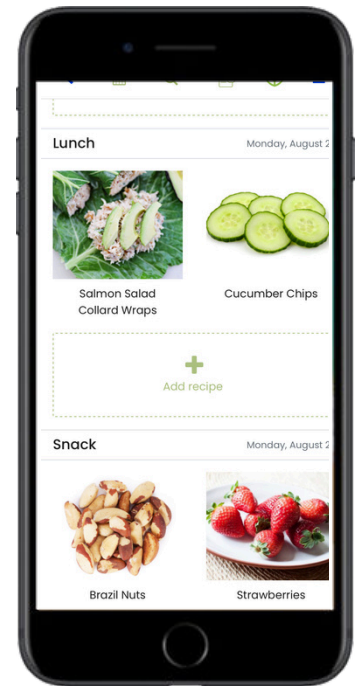 Lunch
Monday, August 2
Salmon Salad
Collard Wraps
Cucumber Chips
Add recipe
Snack
Monday, August 2
Brazil Nuts
Strawberries